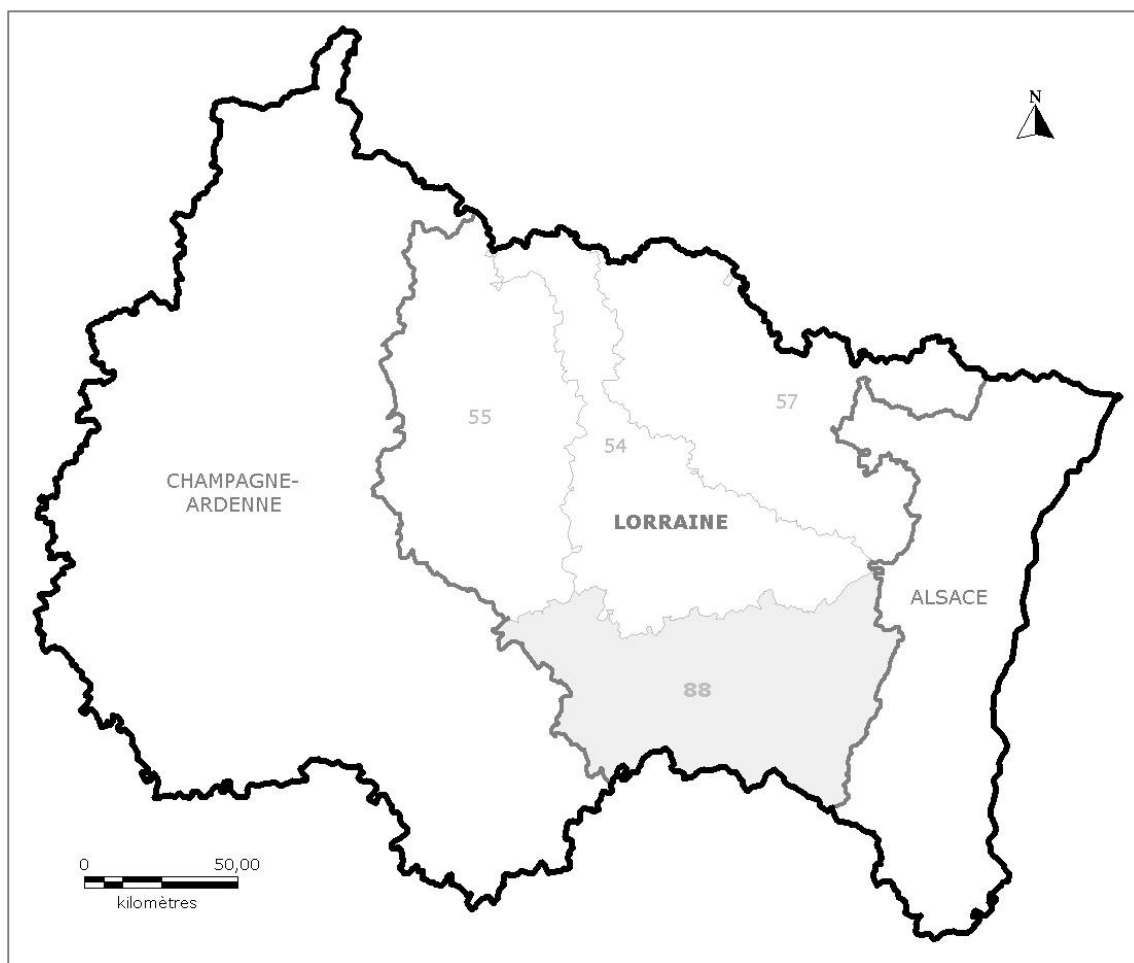 N
57
55
54
CHAMPAGNE-
ARDENNE
LORRAINE
ALSACE
88
0 50,00
kilomètres